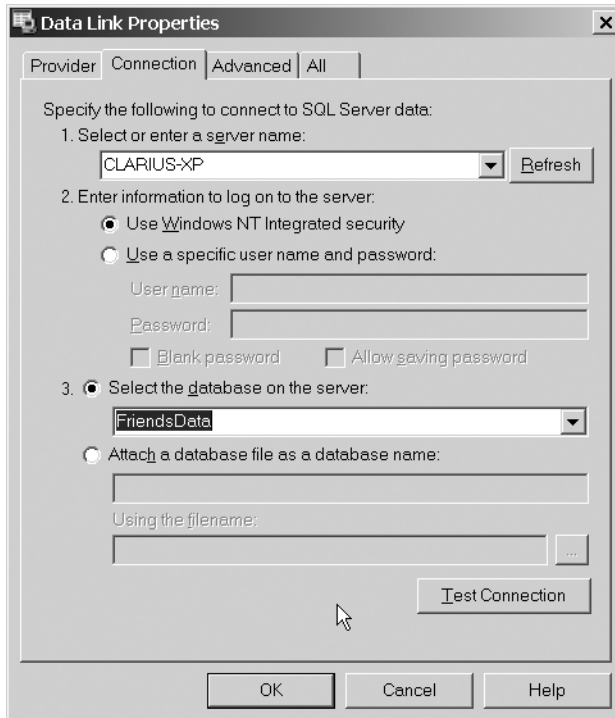 Data Link Properties
Provider Connection Advanced All
Specify the following to connect to SQL Server data:
1. Select or enter a server name:
CLARIUS-XP Refresh
2. Enter information to log on to the server:
Use Windows NT Integrated security
Use a specific user name and password:
User name:
Password:
Blank password Allow saving password
3. Select the database on the server:
FriendsData
Attach a database file as a database name:
Using the filename:
...
Test Connection
OK Cancel Help